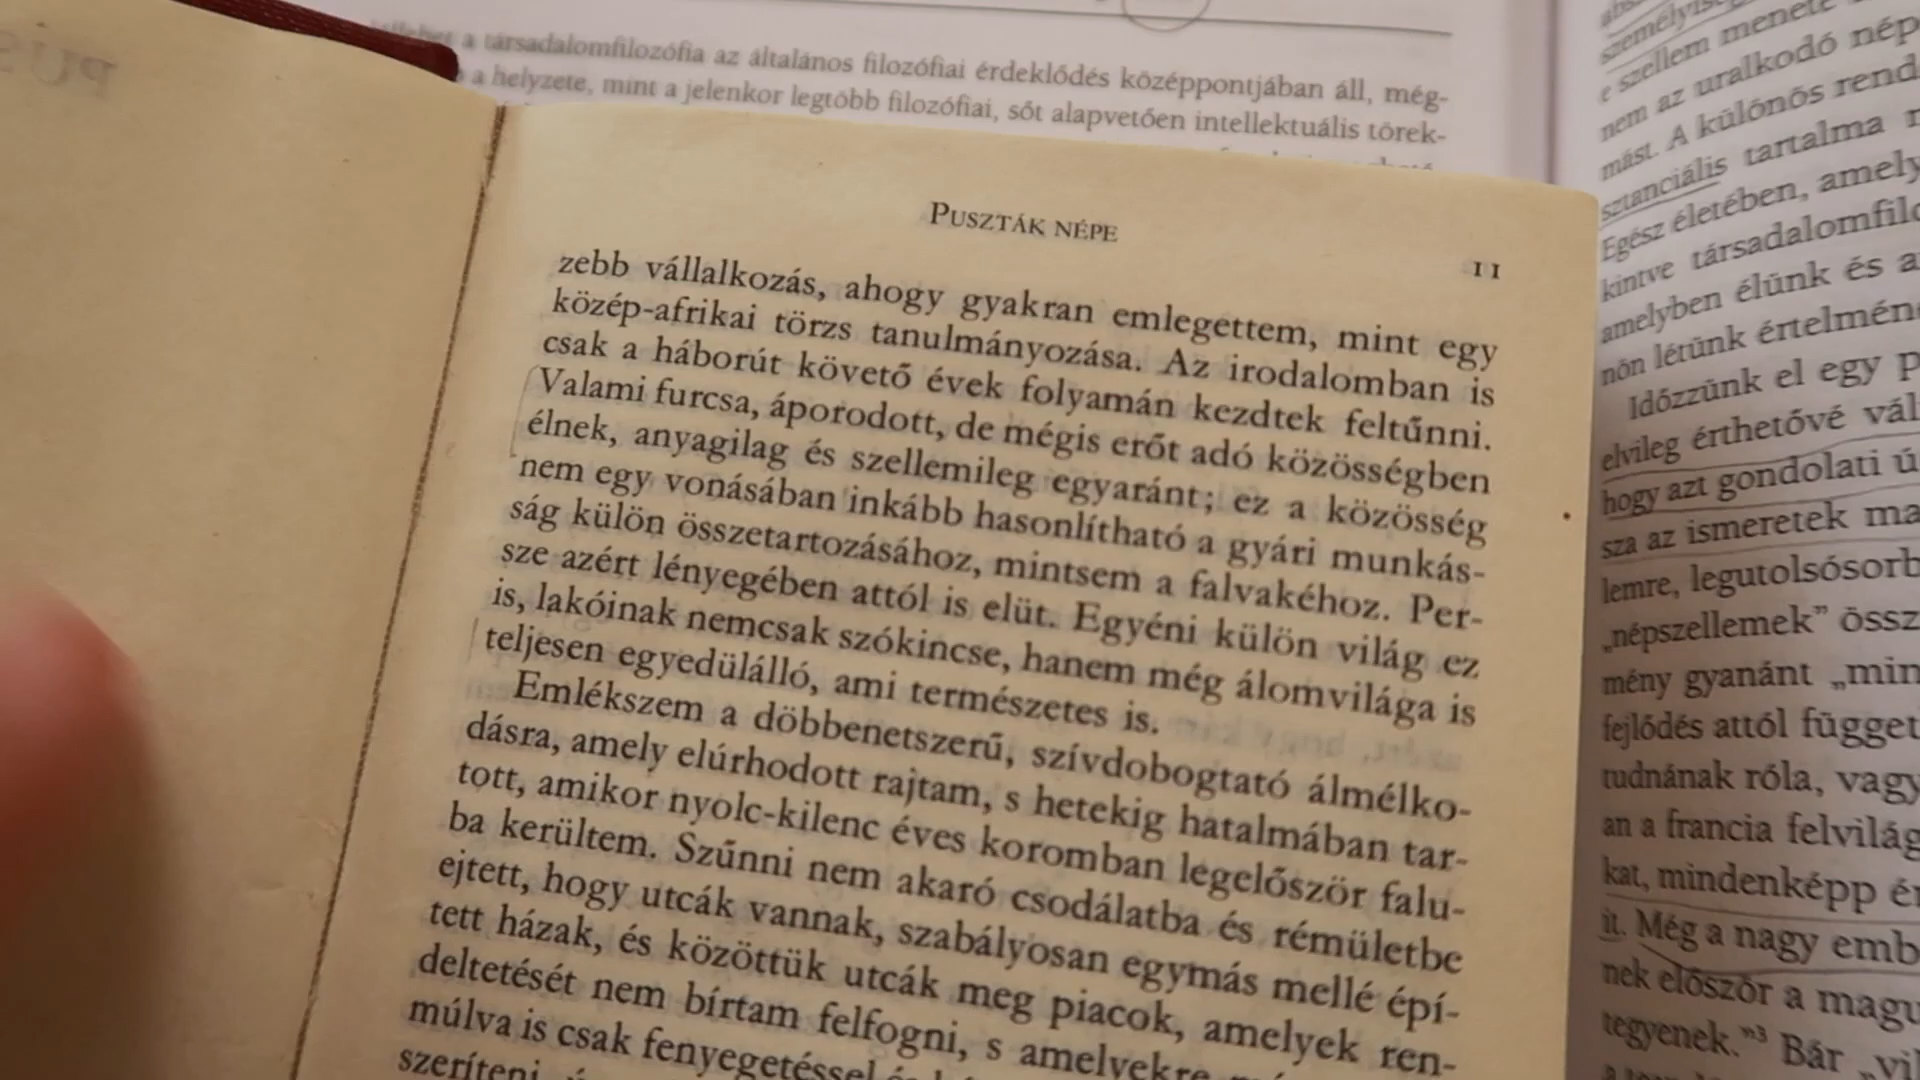 a társadalomfilozófia az általános filozófiai érdeklődés középpontjában áll, még-
a helyzete, mint a jelenkor legtöbb filozófiai, sőt alapvetően intellektuális törek-
PUSZTÁK NÉPE
11
zebb vállalkozás, ahogy gyakran emlegettem, mint egy
közép-afrikai törzs tanulmányozása. Az irodalomban is
csak a háborút követő évek folyamán kezdtek feltűnni.
Valami furcsa, áporodott, de mégis erőt adó közösségben
élnek, anyagilag és szellemileg egyaránt; ez a közösség
nem egy vonásában inkább hasonlítható a gyári munkás-
ság külön összetartozásához, mintsem a falvakéhoz. Per-
sze azért lényegében attól is elüt. Egyéni külön világ ez
is, lakóinak nemcsak szókincse, hanem még álomvilága is
teljesen egyedülálló, ami természetes is.
Emlékszem a döbbenetszerű, szívdobogtató álmélko-
dásra, amely elúrhodott rajtam, s hetekig hatalmában tar-
tott, amikor nyolc-kilenc éves koromban legelőször falu-
ba kerültem. Szűnni nem akaró csodálatba és rémületbe
ejtett, hogy utcák vannak, szabályosan egymás mellé épí-
tett házak, és közöttük utcák meg piacok, amelyek ren-
deltetését nem bírtam felfogni, s amelyekre
múlva is csak fenyegetéssel
szeríteni
személyis
e szellem menete
nem az uralkodó nép
mást. A különös rend
sztanciális tartalma
Egész életében, amely
kintve társadalomfilo
amelyben élünk és a
nön létünk értelmén
Időzzünk el egy p
elvileg érthetővé vál
hogy azt gondolati ú
sza az ismeretek ma
lemre, legutolsósorb
„népszellemek” össz
mény gyanánt „min
fejlődés attól függet
tudnának róla, vagy
an a francia felvilág
kat, mindenképp ér
it. Még a nagy emb
nek először a magu
tegyenek.”³ Bár „vil